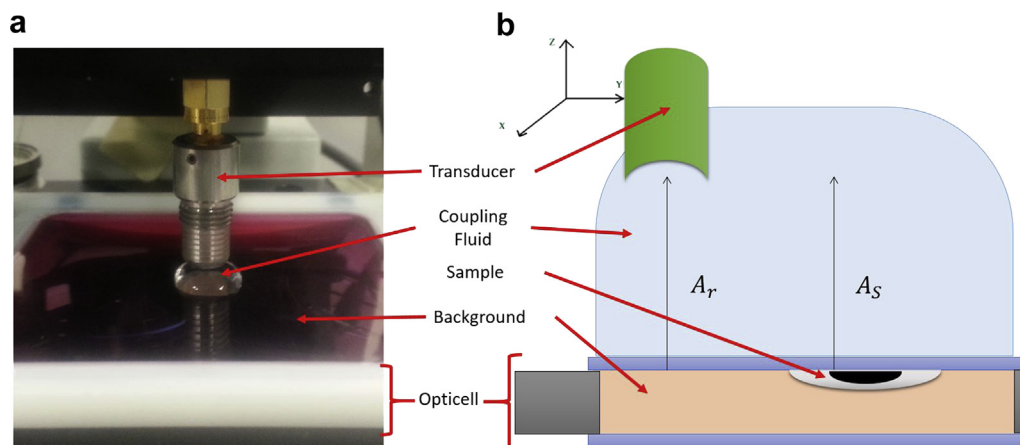 a
b
Z
Y
X
Transducer
Coupling
Fluid
Sample
Background
Opticell
A_r
A_S